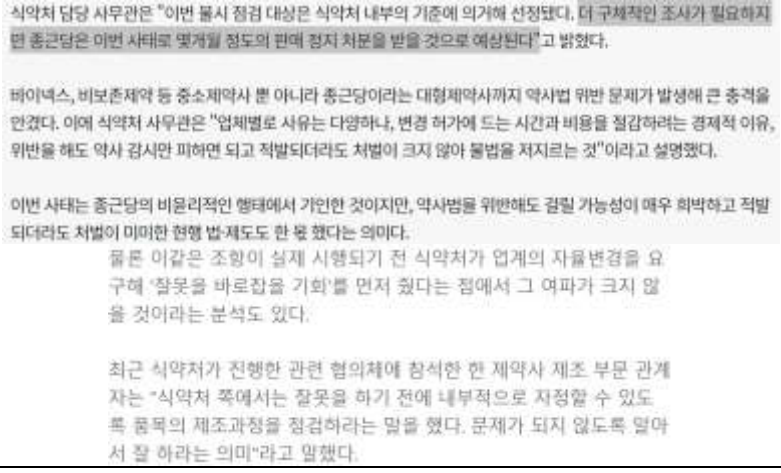 식약처 담당 사무관은 "이번 불시 점검 대상은 식약처 내부의 기준에 의거해 선정됐다. 더 구체적인 조사가 필요하지
만 종근당은 이번 사태로 몇개월 정도의 판매 정지 처분을 받을 것으로 예상된다"고 밝혔다.
바이넥스, 비보존제약 등 중소제약사 뿐 아니라 종근당이라는 대형제약사까지 약사법 위반 문제가 발생해 큰 충격을
안겼다. 이에 식약처 사무관은 "업체별로 사유는 다양하나, 변경 허가에 드는 시간과 비용을 절감하려는 경제적 이유,
위반을 해도 약사 감시만 피하면 되고 적발되더라도 처벌이 크지 않아 불법을 저지르는 것"이라고 설명했다.
이번 사태는 종근당의 비윤리적인 행태에서 기인한 것이지만, 약사법을 위반해도 걸릴 가능성이 매우 희박하고 적발
되더라도 처벌이 미미한 현행 법·제도도 한 몫 했다는 의미다.
물론 이같은 조항이 실제 시행되기 전 식약처가 업계의 자율변경을 요
구해 '잘못을 바로잡을 기회'를 먼저 줬다는 점에서 그 여파가 크지 않
을 것이라는 분석도 있다.
최근 식약처가 진행한 관련 협의체에 참석한 한 제약사 제조 부문 관계
자는 "식약처 쪽에서는 잘못을 하기 전에 내부적으로 자정할 수 있도
록 품목의 제조과정을 점검하라는 말을 했다. 문제가 되지 않도록 알아
서 잘 하라는 의미"라고 말했다.